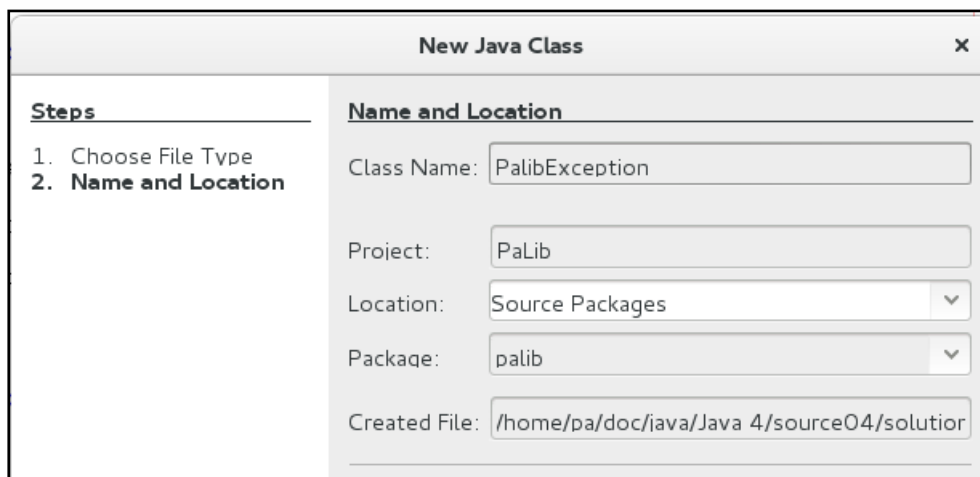 New Java Class
Steps
1. Choose File Type
2. Name and Location
Name and Location
Class Name: PalibException
Project: PaLib
Location: Source Packages
Package: palib
Created File: /home/pa/doc/java/Java 4/source04/solution